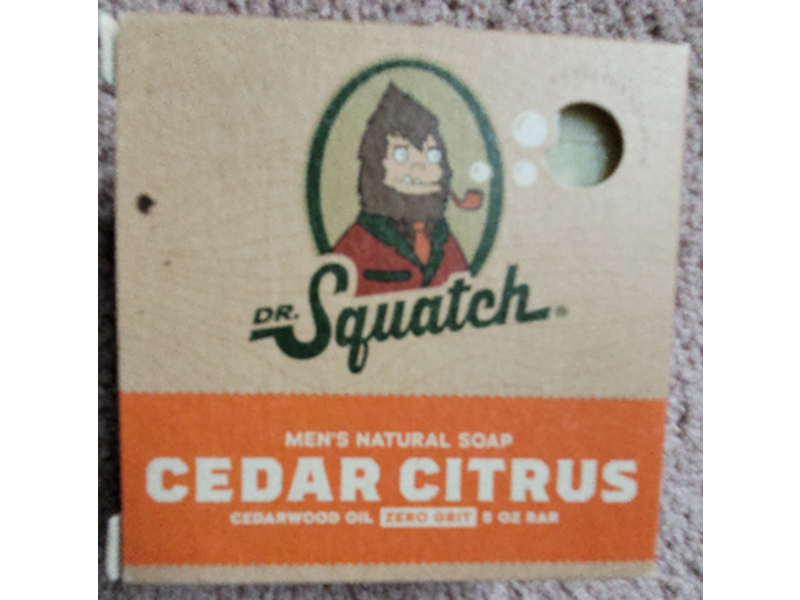 DR. Squatch®
MEN'S NATURAL SOAP
CEDAR CITRUS
CEDARWOOD OIL ZERO GRIT 5 OZ BAR